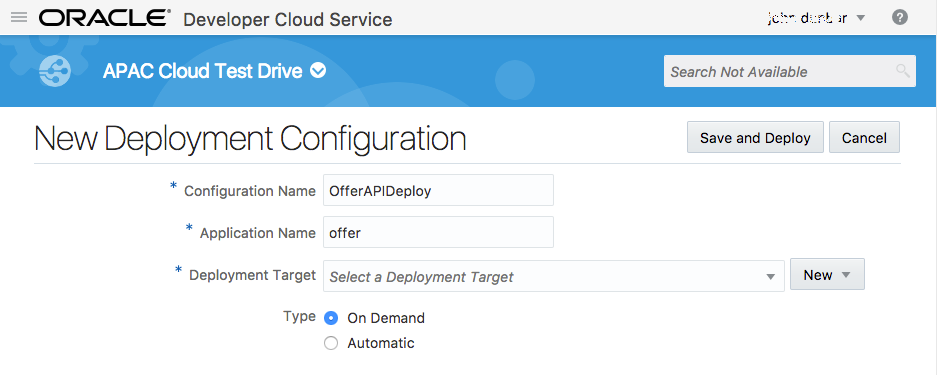 ORACLE® Developer Cloud Service john dunbar ?
APAC Cloud Test Drive Search Not Available
New Deployment Configuration Save and Deploy Cancel
* Configuration Name OfferAPIDeploy
* Application Name offer
* Deployment Target Select a Deployment Target New
Type On Demand
Automatic